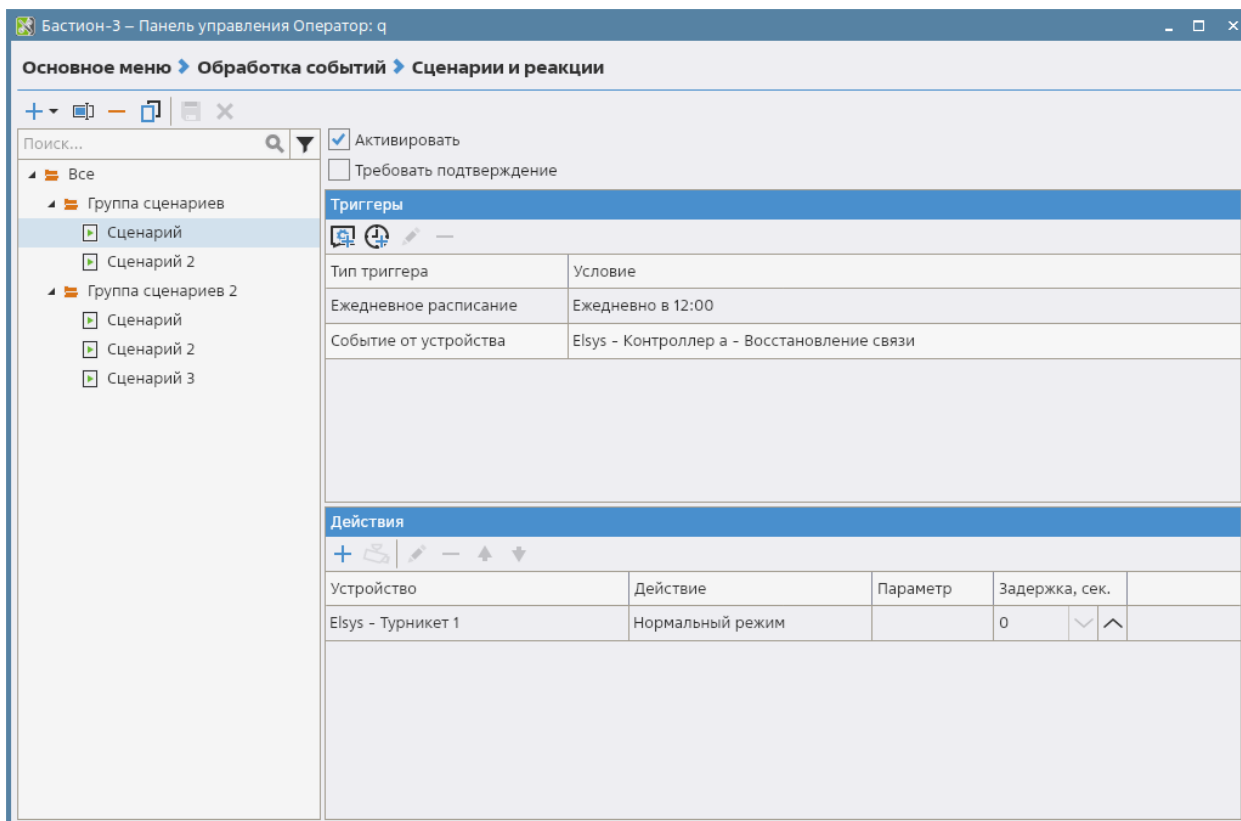 Бастион-3 – Панель управления Оператор: q
Основное меню Обработка событий Сценарии и реакции
Поиск...
Все
Группа сценариев
Сценарий
Сценарий 2
Группа сценариев 2
Сценарий
Сценарий 2
Сценарий 3
Активировать
Требовать подтверждение
Триггеры
Тип триггера Условие
Ежедневное расписание Ежедневно в 12:00
Событие от устройства Elsys - Контроллер a - Восстановление связи
Действия
Устройство Действие Параметр Задержка, сек.
Elsys - Турникет 1 Нормальный режим 0